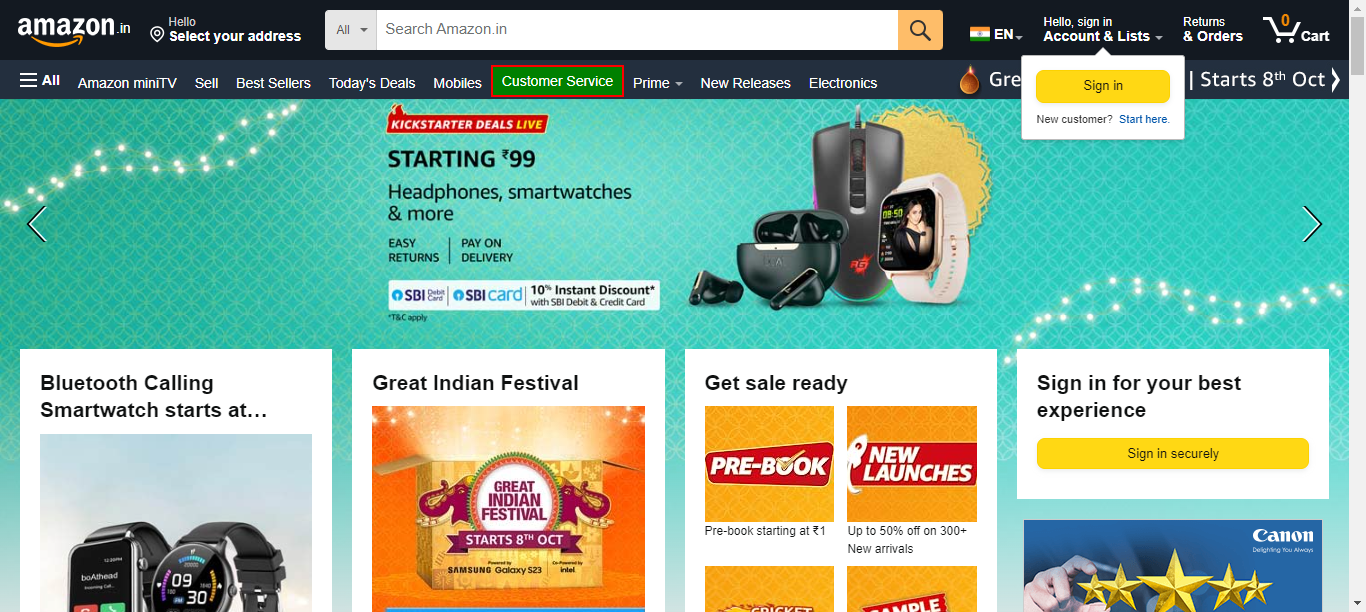 amazon.in
Hello
Select your address
All
Search Amazon.in
EN
Hello, sign in
Account & Lists
Returns
& Orders
0
Cart
All
Amazon miniTV
Sell
Best Sellers
Today's Deals
Mobiles
Customer Service
Prime
New Releases
Electronics
Gre
| Starts 8th Oct
Sign in
New customer? Start here.
KICKSTARTER DEALS LIVE
STARTING ₹99
Headphones, smartwatches
& more
EASY
RETURNS
PAY ON
DELIVERY
SBI Debit Card
SBI card
10% Instant Discount*
with SBI Debit & Credit Card
*T&C apply
08:50
Bluetooth Calling
Smartwatch starts at…
boAthead
09
30
Great Indian Festival
GREAT
INDIAN
FESTIVAL
STARTS 8TH OCT
Powered by
SAMSUNG Galaxy S23
Co-Powered by
intel
Get sale ready
PRE-BOOK
Pre-book starting at ₹1
NEW
LAUNCHES
Up to 50% off on 300+
New arrivals
CRICKET
SAMPLE
Sign in for your best
experience
Sign in securely
Canon
Delighting You Always